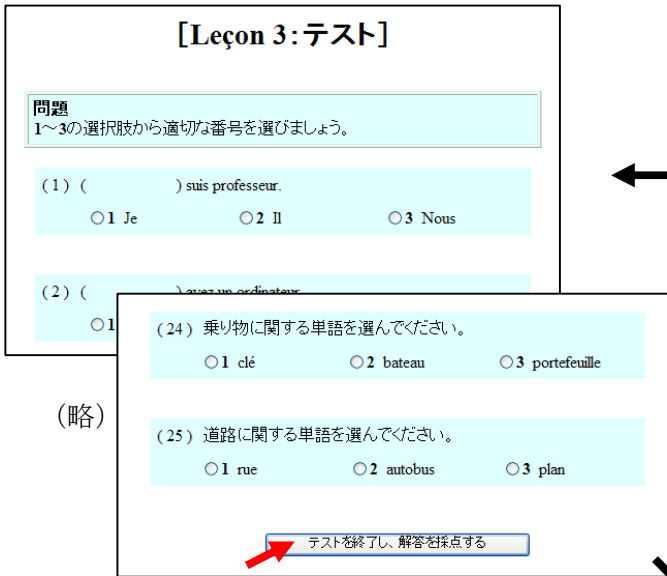 [Leçon 3:テスト]
問題
1～3の選択肢から適切な番号を選びましょう。
(1) (　　　) suis professeur.
1 Je 2 Il 3 Nous
(2) (　　　) avez un ordinateur.
1
(略)
(24) 乗り物に関する単語を選んでください。
1 clé 2 bateau 3 portefeuille
(25) 道路に関する単語を選んでください。
1 rue 2 autobus 3 plan
テストを終了し、解答を採点する